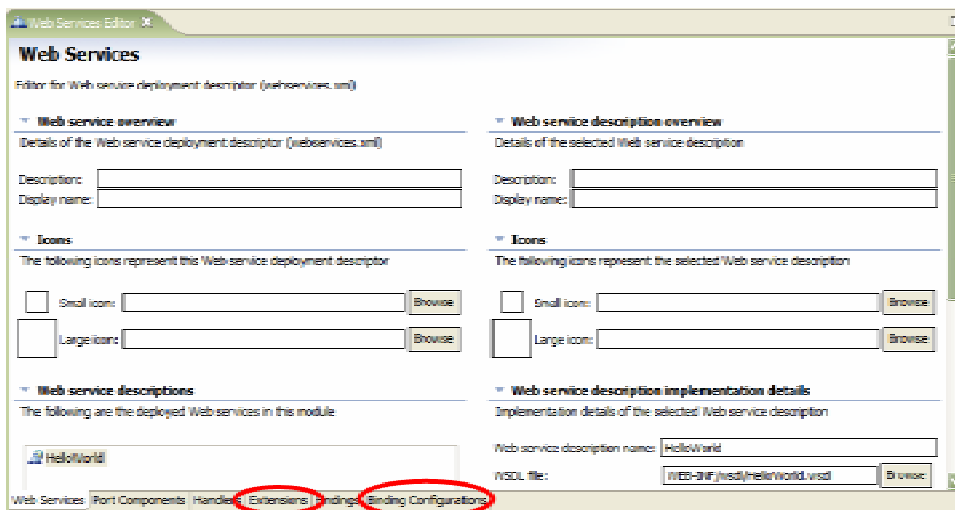 Web Services Editor
Web Services
Editor for Web service deployment descriptor (webservices.xml)
Web service overview
Details of the Web service deployment descriptor (webservices.xml)
Description:
Display name:
Icons
The following icons represent this Web service deployment descriptor
Small icon:
Browse
Large icon:
Browse
Web service descriptions
The following are the deployed Web services in this module
HelloWorld
Web service description overview
Details of the selected Web service description
Description:
Display name:
Icons
The following icons represent the selected Web service description
Small icon:
Browse
Large icon:
Browse
Web service description implementation details
Implementation details of the selected Web service description
Web service description name: HelloWorld
WSDL file: WEB-INF/wsdl/HelloWorld.wsdl Browse
Web Services Port Components Handlers Extensions Bindings Binding Configurations